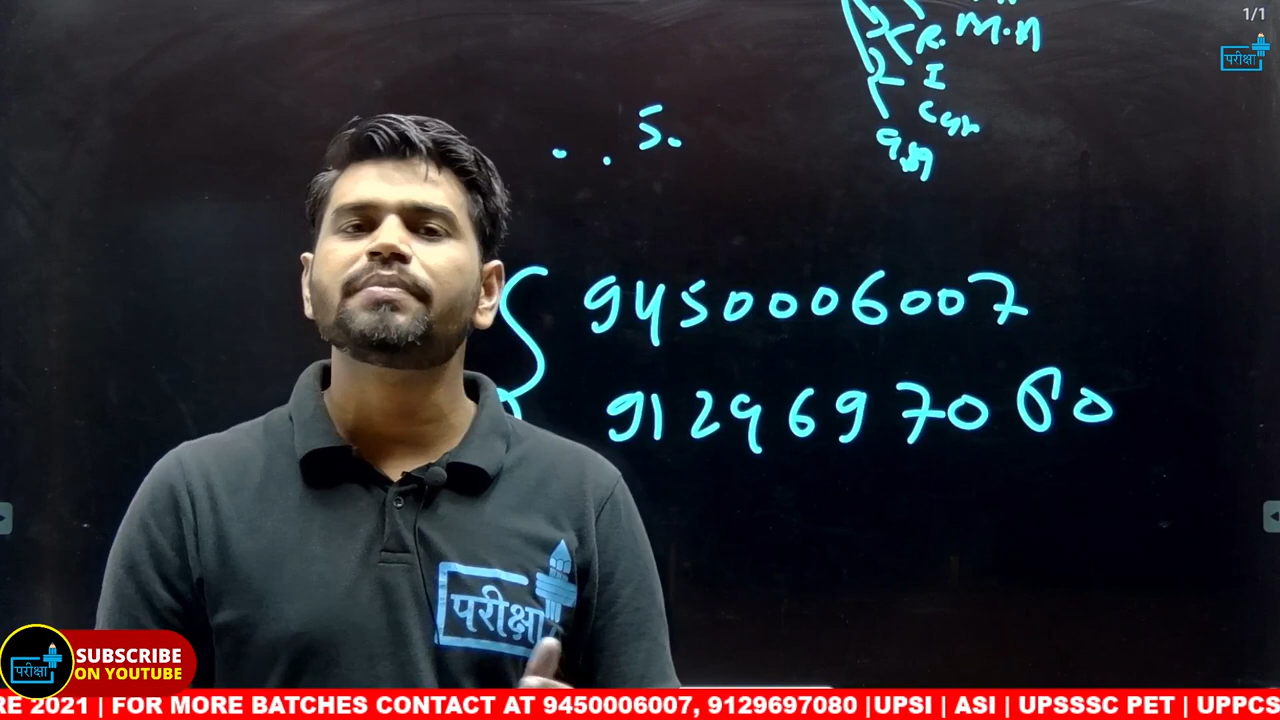 1/1
परीक्षा
R. M.M
I
5.
9450006007
9129697080
परीक्षा
परीक्षा
SUBSCRIBE
ON YOUTUBE
RE 2021 | FOR MORE BATCHES CONTACT AT 9450006007, 9129697080 |UPSI | ASI | UPSSSC PET | UPPCS